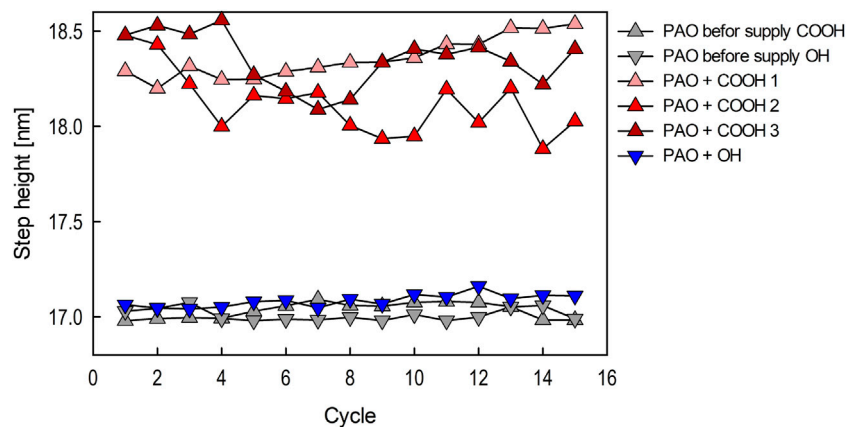 18.5
18.0
17.5
17.0
Step height [nm]
0 2 4 6 8 10 12 14 16
Cycle
PAO befor supply COOH
PAO before supply OH
PAO + COOH 1
PAO + COOH 2
PAO + COOH 3
PAO + OH